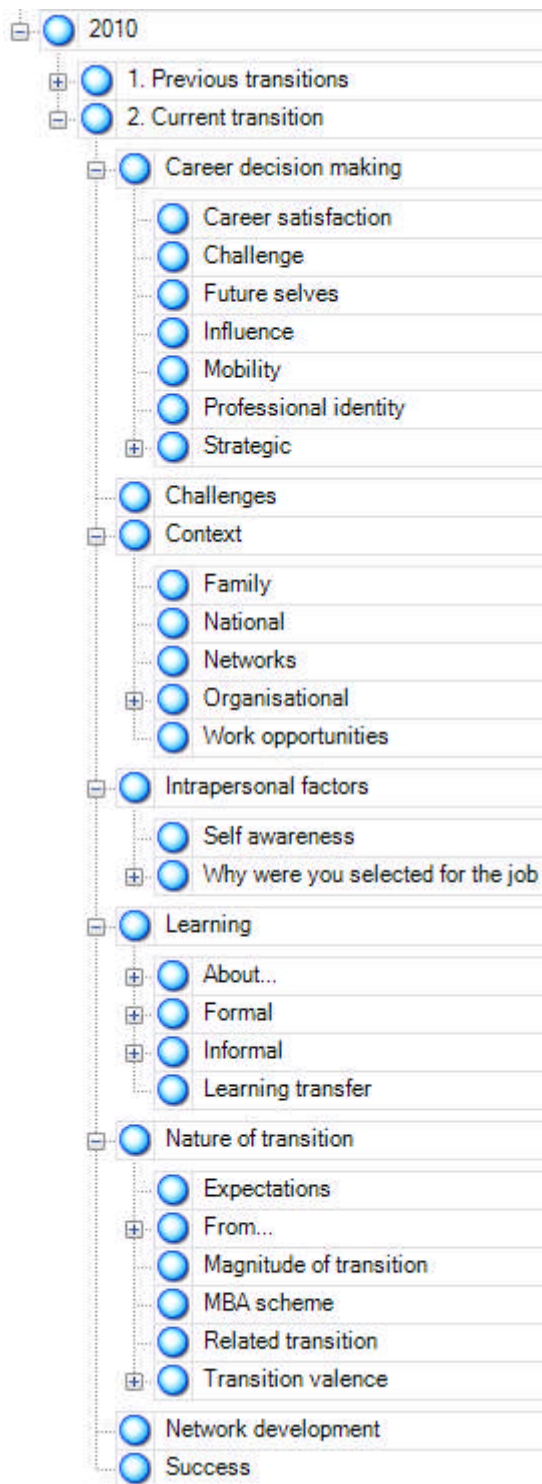 2010
1. Previous transitions
2. Current transition
Career decision making
Career satisfaction
Challenge
Future selves
Influence
Mobility
Professional identity
Strategic
Challenges
Context
Family
National
Networks
Organisational
Work opportunities
Intrapersonal factors
Self awareness
Why were you selected for the job
Learning
About...
Formal
Informal
Learning transfer
Nature of transition
Expectations
From...
Magnitude of transition
MBA scheme
Related transition
Transition valence
Network development
Success